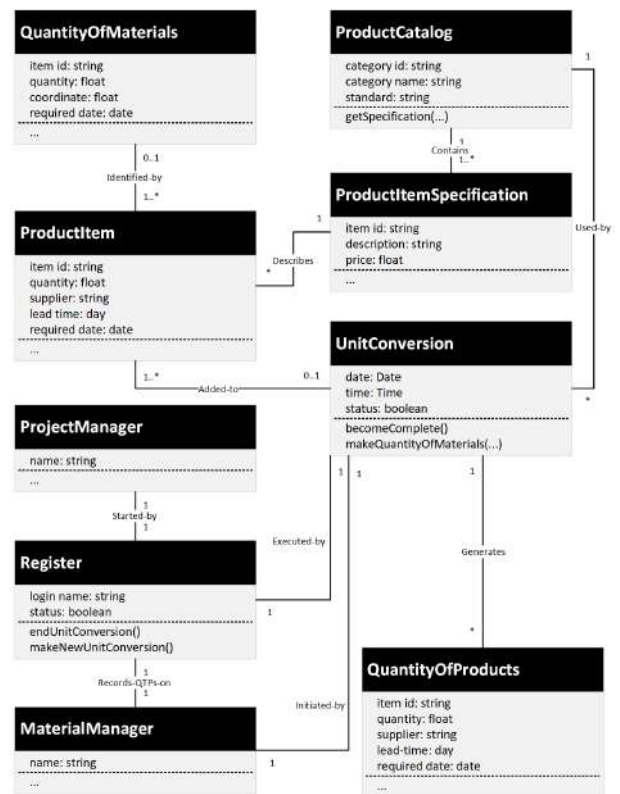 QuantityOfMaterials
item id: string
quantity: float
coordinate: float
required date: date
...
0..1
Identified-by
1..*
ProductItem
item id: string
quantity: float
supplier: string
lead time: day
required date: date
...
ProductCatalog
category id: string
category name: string
standard: string
getSpecification(...)
1
Contains
1..*
ProductItemSpecification
item id: string
description: string
price: float
...
1
Describes
*
1
Used-by
*
1..*
Added-to
0..1
UnitConversion
date: Date
time: Time
status: boolean
becomeComplete()
makeQuantityOfMaterials(...)
ProjectManager
name: string
...
1
Started-by
1
Register
login name: string
status: boolean
endUnitConversion()
makeNewUnitConversion()
1
Executed-by
1
1
Records-QTPs-on
1
MaterialManager
name: string
...
1
Initiated-by
1
1
Generates
*
QuantityOfProducts
item id: string
quantity: float
supplier: string
lead-time: day
required date: date
...